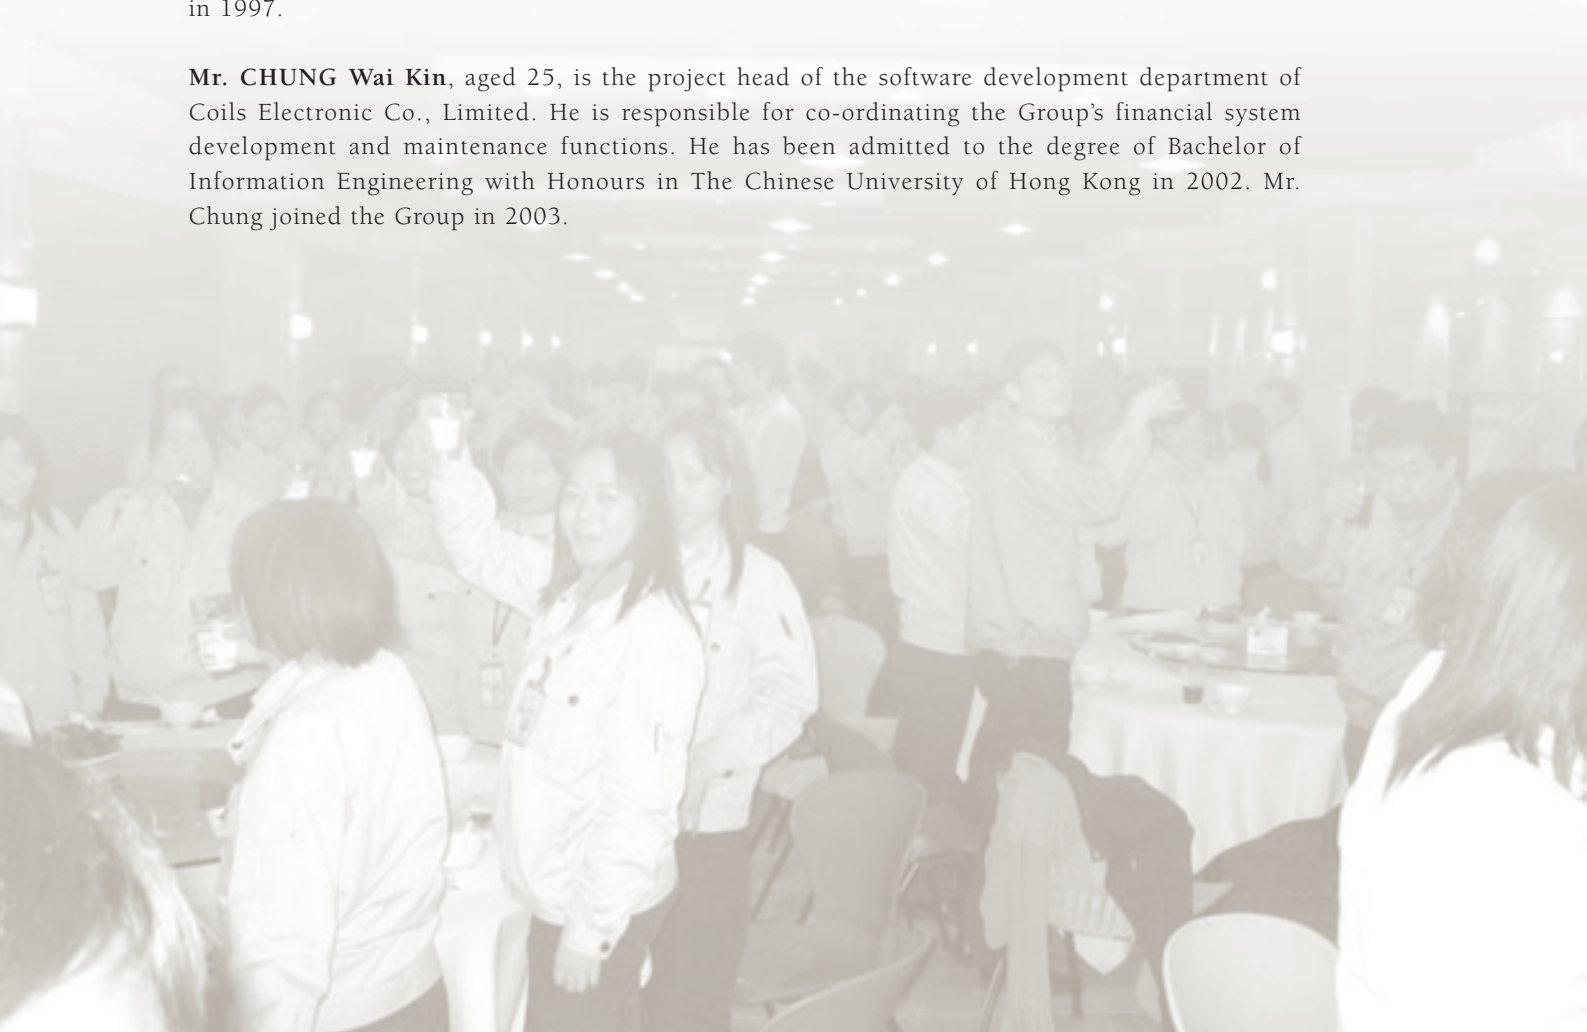 in 1997.
Mr. CHUNG Wai Kin, aged 25, is the project head of the software development department of
Coils Electronic Co., Limited. He is responsible for co-ordinating the Group's financial system
development and maintenance functions. He has been admitted to the degree of Bachelor of
Information Engineering with Honours in The Chinese University of Hong Kong in 2002. Mr.
Chung joined the Group in 2003.